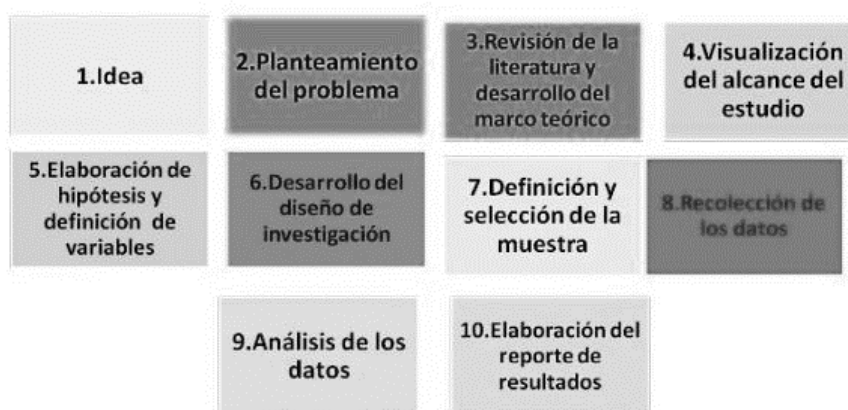 1.Idea
2.Planteamiento
del problema
3.Revisión de la
literatura y
desarrollo del
marco teórico
4.Visualización
del alcance del
estudio
5.Elaboración de
hipótesis y
definición de
variables
6.Desarrollo del
diseño de
investigación
7.Definición y
selección de la
muestra
8.Recolección de
los datos
9.Análisis de los
datos
10.Elaboración del
reporte de
resultados